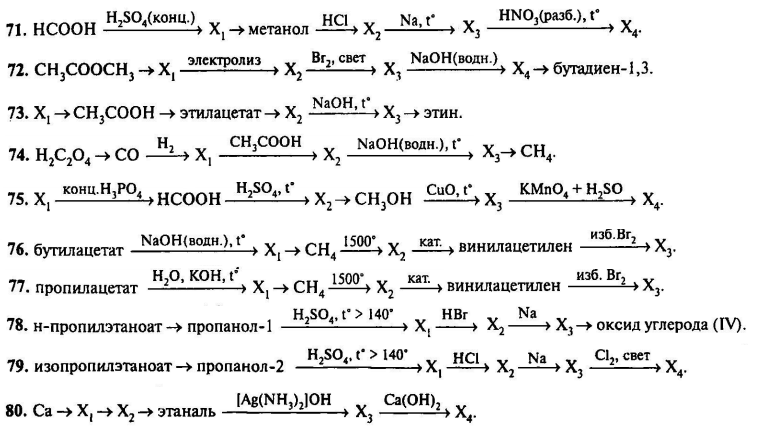 71. HCOOH —H₂SO₄(конц.)→ X₁ → метанол —HCl→ X₂ —Na, t°→ X₃ —HNO₃(разб.), t°→ X₄.
72. CH₃COOCH₃ → X₁ —электролиз→ X₂ —Br₂, свет→ X₃ —NaOH(водн.)→ X₄ → бутадиен-1,3.
73. X₁ → CH₃COOH → этилацетат → X₂ —NaOH, t°→ X₃ → этин.
74. H₂C₂O₄ → CO —H₂→ X₁ —CH₃COOH→ X₂ —NaOH(водн.), t°→ X₃ → CH₄.
75. X₁ —конц.H₃PO₄→ HCOOH —H₂SO₄, t°→ X₂ → CH₃OH —CuO, t°→ X₃ —KMnO₄ + H₂SO→ X₄.
76. бутилацетат —NaOH(водн.), t°→ X₁ → CH₄ —1500°→ X₂ —кат.→ винилацетилен —изб.Br₂→ X₃.
77. пропилацетат —H₂O, KOH, t°→ X₁ → CH₄ —1500°→ X₂ —кат.→ винилацетилен —изб. Br₂→ X₃.
78. н-пропилэтаноат → пропанол-1 —H₂SO₄, t° > 140°→ X₁ —HBr→ X₂ —Na→ X₃ → оксид углерода (IV).
79. изопропилэтаноат → пропанол-2 —H₂SO₄, t° > 140°→ X₁ —HCl→ X₂ —Na→ X₃ —Cl₂, свет→ X₄.
80. Ca → X₁ → X₂ → этаналь —[Ag(NH₃)₂]OH→ X₃ —Ca(OH)₂→ X₄.